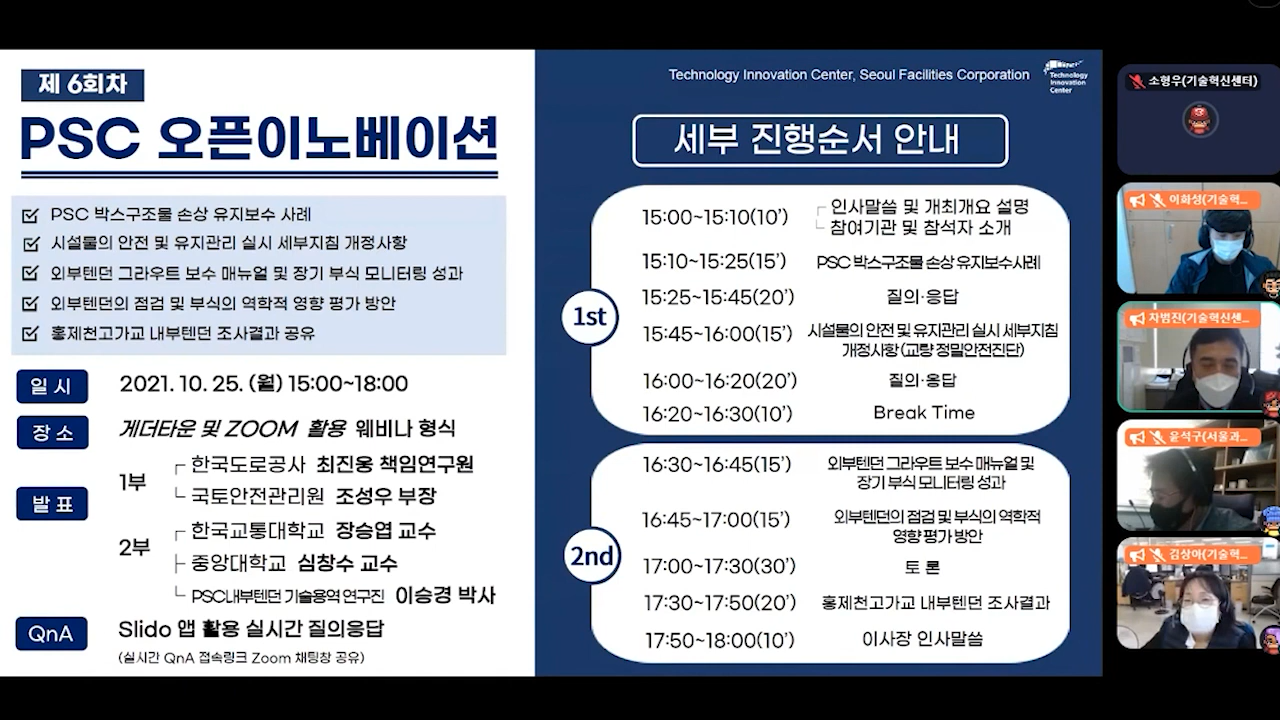 제 6회차
PSC 오픈이노베이션
PSC 박스구조물 손상 유지보수 사례
시설물의 안전 및 유지관리 실시 세부지침 개정사항
외부텐던 그라우트 보수 매뉴얼 및 장기 부식 모니터링 성과
외부텐던의 점검 및 부식의 역학적 영향 평가 방안
홍제천고가교 내부텐던 조사결과 공유
일 시 2021. 10. 25. (월) 15:00~18:00
장 소 게더타운 및 ZOOM 활용 웨비나 형식
발 표
1부
한국도로공사 최진웅 책임연구원
국토안전관리원 조성우 부장
2부
한국교통대학교 장승엽 교수
중앙대학교 심창수 교수
PSC내부텐던 기술용역 연구진 이승경 박사
QnA Slido 앱 활용 실시간 질의응답
(실시간 QnA 접속링크 Zoom 채팅창 공유)
Technology Innovation Center, Seoul Facilities Corporation
Technology
Innovation
Center
세부 진행순서 안내
1st
15:00~15:10(10’) 인사말씀 및 개최개요 설명
참여기관 및 참석자 소개
15:10~15:25(15’) PSC 박스구조물 손상 유지보수사례
15:25~15:45(20’) 질의·응답
15:45~16:00(15’) 시설물의 안전 및 유지관리 실시 세부지침
개정사항 (교량 정밀안전진단)
16:00~16:20(20’) 질의·응답
16:20~16:30(10’) Break Time
2nd
16:30~16:45(15’) 외부텐던 그라우트 보수 매뉴얼 및
장기 부식 모니터링 성과
16:45~17:00(15’) 외부텐던의 점검 및 부식의 역학적
영향 평가 방안
17:00~17:30(30’) 토 론
17:30~17:50(20’) 홍제천고가교 내부텐던 조사결과
17:50~18:00(10’) 이사장 인사말씀
소형우(기술혁신센터)
이화성(기술혁...
차범진(기술혁신센...
윤석구(서울과...
김상아(기술혁...